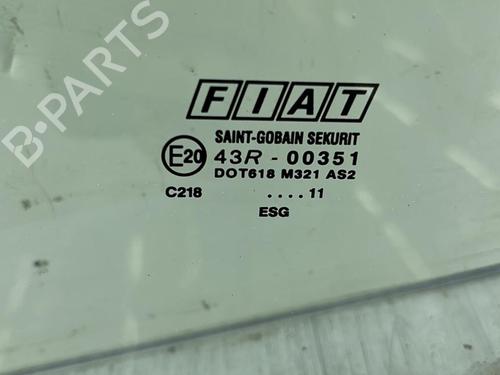 FIAT
SAINT-GOBAIN SEKURIT
E20 43R - 00351
DOT618 M321 AS2
C218 ....11
ESG
B-PARTS